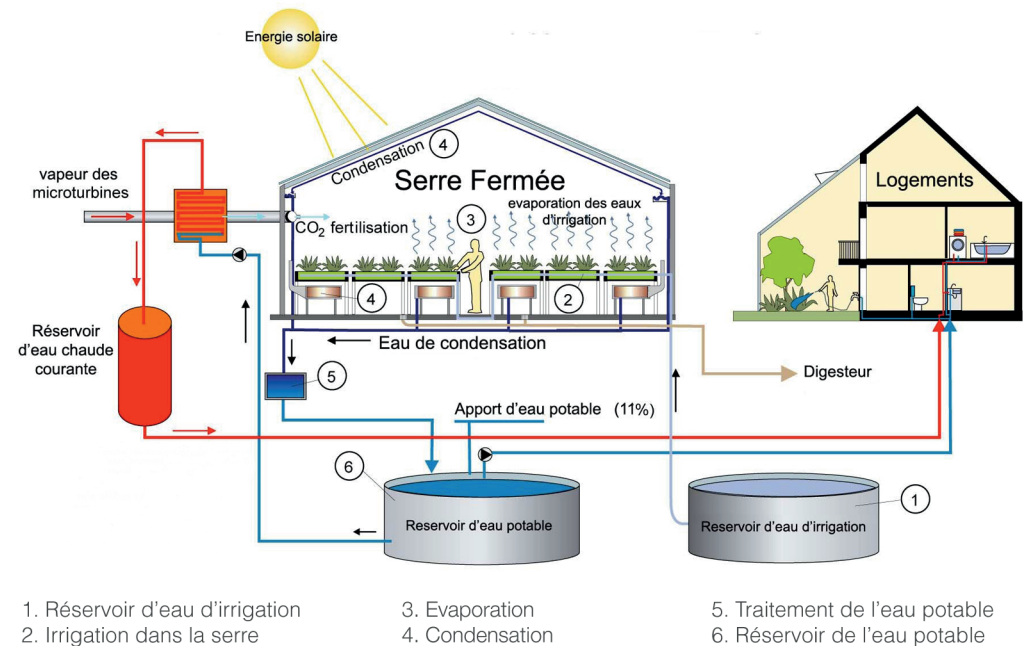 Energie solaire
Condensation 4
vapeur des
microturbines
Serre Fermée
evaporation des eaux
d'irrigation
3
CO2 fertilisation
Logements
4
2
Réservoir
d'eau chaude
courante
Eau de condensation
5
Digesteur
Apport d'eau potable (11%)
6
Reservoir d'eau potable
Reservoir d'eau d'irrigation
1
1. Réservoir d'eau d'irrigation
2. Irrigation dans la serre
3. Evaporation
4. Condensation
5. Traitement de l'eau potable
6. Réservoir de l'eau potable